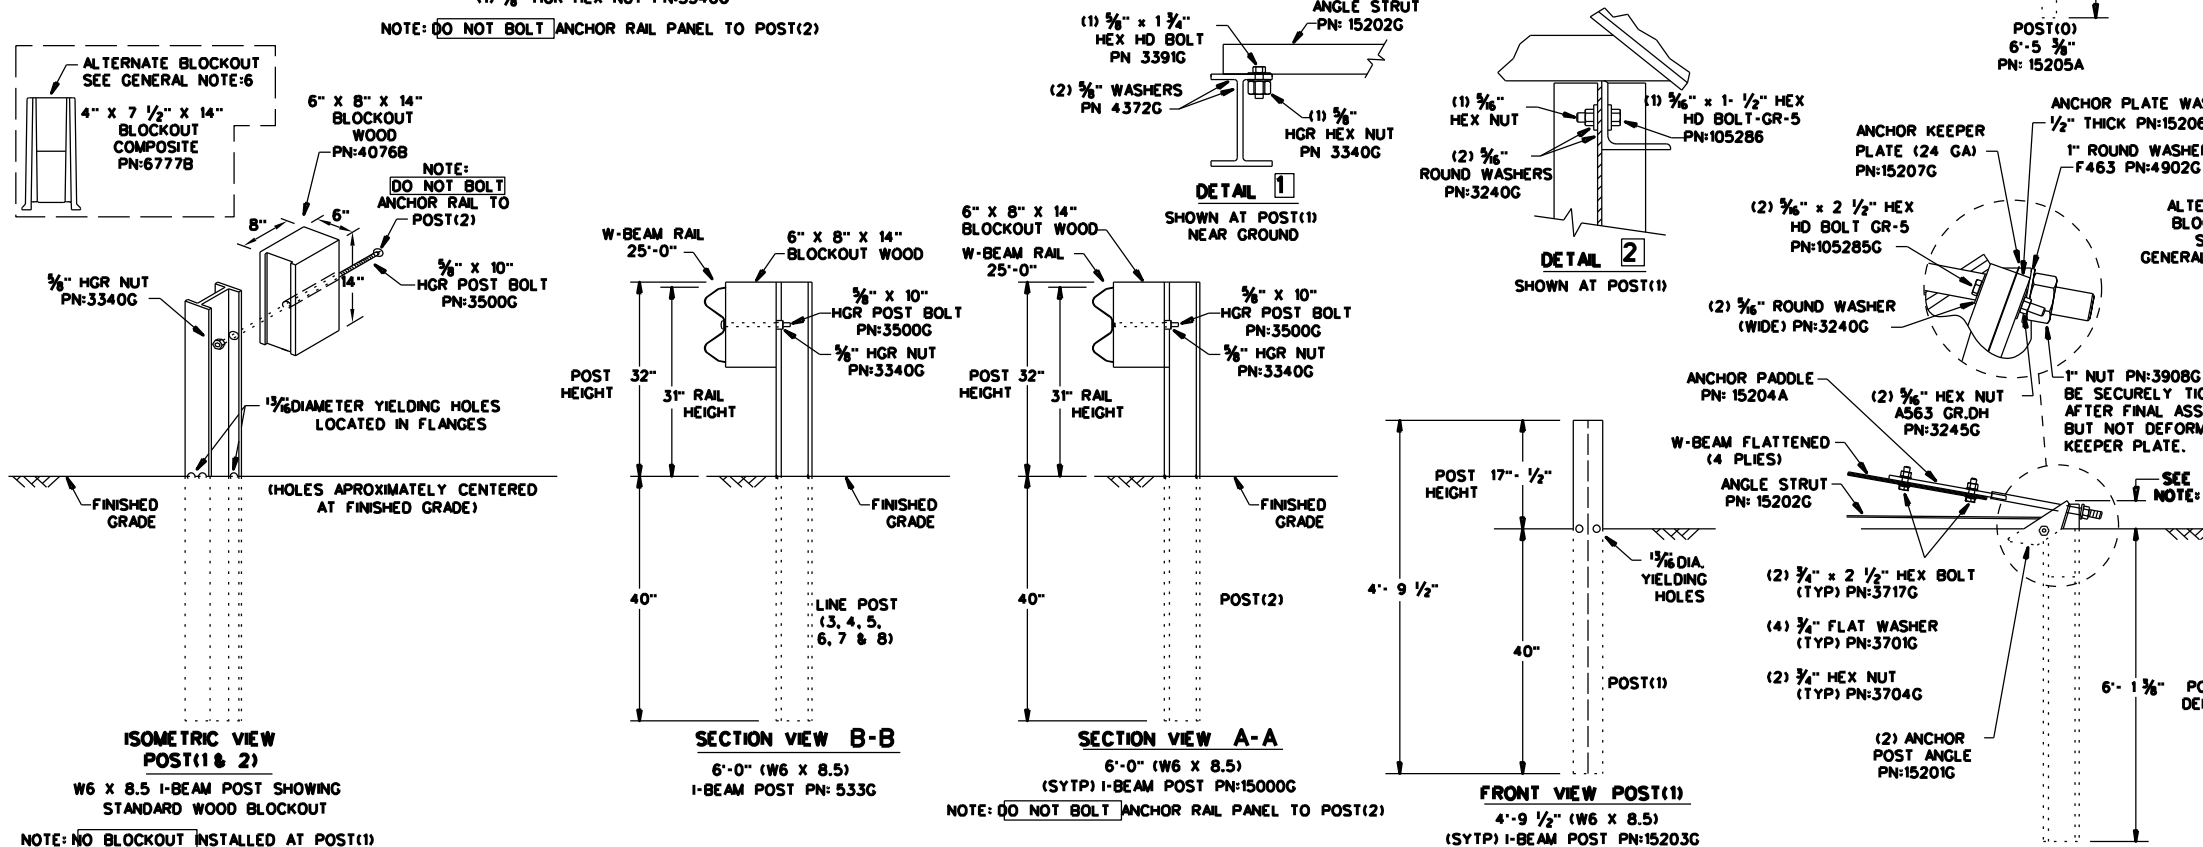 NOTE: DO NOT BOLT ANCHOR RAIL PANEL TO POST(2)
ALTERNATE BLOCKOUT
SEE GENERAL NOTE:6
4" X 7 1/2" X 14"
BLOCKOUT
COMPOSITE
PN:6777B
6" X 8" X 14"
BLOCKOUT
WOOD
PN:4076B
NOTE:
DO NOT BOLT
ANCHOR RAIL TO
POST(2)
8"
6"
14"
5/8" X 10"
HGR POST BOLT
PN:3500G
5/8" HGR NUT
PN:3340G
13/16" DIAMETER YIELDING HOLES
LOCATED IN FLANGES
FINISHED
GRADE
(HOLES APROXIMATELY CENTERED
AT FINISHED GRADE)
ISOMETRIC VIEW
POST(1 & 2)
W6 X 8.5 I-BEAM POST SHOWING
STANDARD WOOD BLOCKOUT
NOTE: NO BLOCKOUT INSTALLED AT POST(1)
W-BEAM RAIL
25'-0"
6" X 8" X 14"
BLOCKOUT WOOD
5/8" X 10"
HGR POST BOLT
PN:3500G
5/8" HGR NUT
PN:3340G
POST
HEIGHT
32"
31" RAIL
HEIGHT
FINISHED
GRADE
40"
LINE POST
(3, 4, 5,
6, 7 & 8)
SECTION VIEW B-B
6'-0" (W6 X 8.5)
I-BEAM POST PN: 533G
6" X 8" X 14"
BLOCKOUT WOOD
W-BEAM RAIL
25'-0"
5/8" X 10"
HGR POST BOLT
PN:3500G
5/8" HGR NUT
PN:3340G
POST
HEIGHT
32"
31" RAIL
HEIGHT
FINISHED
GRADE
40"
POST(2)
SECTION VIEW A-A
6'-0" (W6 X 8.5)
(SYTP) I-BEAM POST PN:15000G
NOTE: DO NOT BOLT ANCHOR RAIL PANEL TO POST(2)
(1) 5/8" x 1 3/4"
HEX HD BOLT
PN 3391G
ANGLE STRUT
PN: 15202G
(2) 5/8" WASHERS
PN 4372G
(1) 5/8"
HGR HEX NUT
PN 3340G
DETAIL 1
SHOWN AT POST(1)
NEAR GROUND
(1) 5/16"
HEX NUT
(1) 5/16" x 1- 1/2" HEX
HD BOLT-GR-5
PN:105286
(2) 5/16"
ROUND WASHERS
PN:3240G
DETAIL 2
SHOWN AT POST(1)
POST
HEIGHT
17"- 1/2"
4'- 9 1/2"
40"
13/16" DIA.
YIELDING
HOLES
POST(1)
FRONT VIEW POST(1)
4'-9 1/2" (W6 X 8.5)
(SYTP) I-BEAM POST PN:15203G
POST(0)
6'-5 3/8"
PN: 15205A
ANCHOR PLATE WAS
1/2" THICK PN:15206
ANCHOR KEEPER
PLATE (24 GA)
PN:15207G
1" ROUND WASHER
F463 PN:4902G
(2) 5/16" x 2 1/2" HEX
HD BOLT GR-5
PN:105285G
ALTE
BLO
S
GENERAL
(2) 5/16" ROUND WASHER
(WIDE) PN:3240G
ANCHOR PADDLE
PN: 15204A
(2) 5/16" HEX NUT
A563 GR.DH
PN:3245G
1" NUT PN:3908G
BE SECURELY TIG
AFTER FINAL ASS
BUT NOT DEFORM
KEEPER PLATE.
W-BEAM FLATTENED
(4 PLIES)
ANGLE STRUT
PN: 15202G
SEE
NOTE:
(2) 3/4" x 2 1/2" HEX BOLT
(TYP) PN:3717G
(4) 3/4" FLAT WASHER
(TYP) PN:3701G
(2) 3/4" HEX NUT
(TYP) PN:3704G
(2) ANCHOR
POST ANGLE
PN:15201G
6'- 1 3/8"